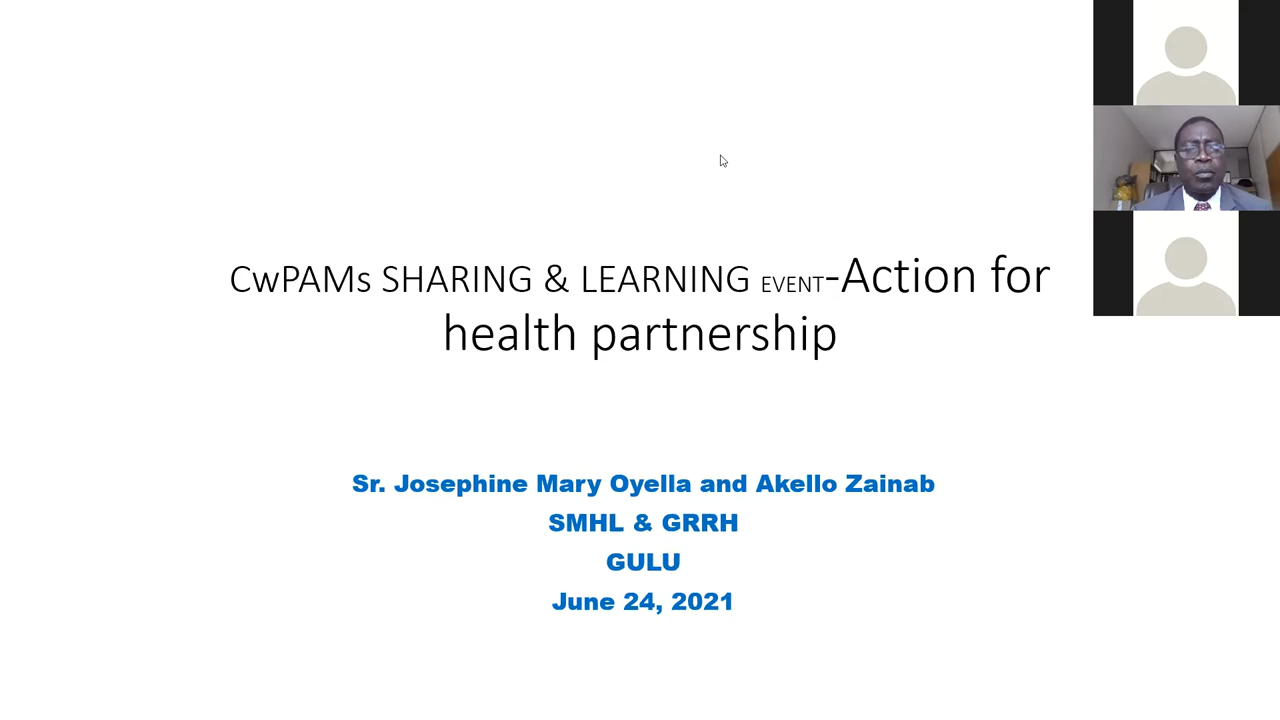 CwPAMs SHARING & LEARNING EVENT-Action for
health partnership
Sr. Josephine Mary Oyella and Akello Zainab
SMHL & GRRH
GULU
June 24, 2021